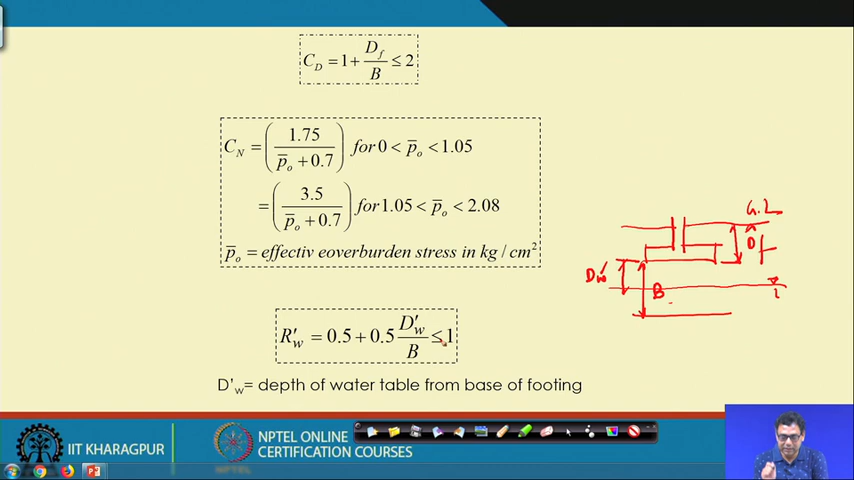 C_D = 1 + D_f / B ≤ 2
C_N = (1.75 / (p̄_o + 0.7)) for 0 < p̄_o < 1.05
= (3.5 / (p̄_o + 0.7)) for 1.05 < p̄_o < 2.08
p̄_o = effectiv eoverburden stress in kg / cm²
G.L
Df
Dw'
B
R'_w = 0.5 + 0.5 D'_w / B ≤ 1
D'w= depth of water table from base of footing
IIT KHARAGPUR
NPTEL ONLINE
CERTIFICATION COURSES